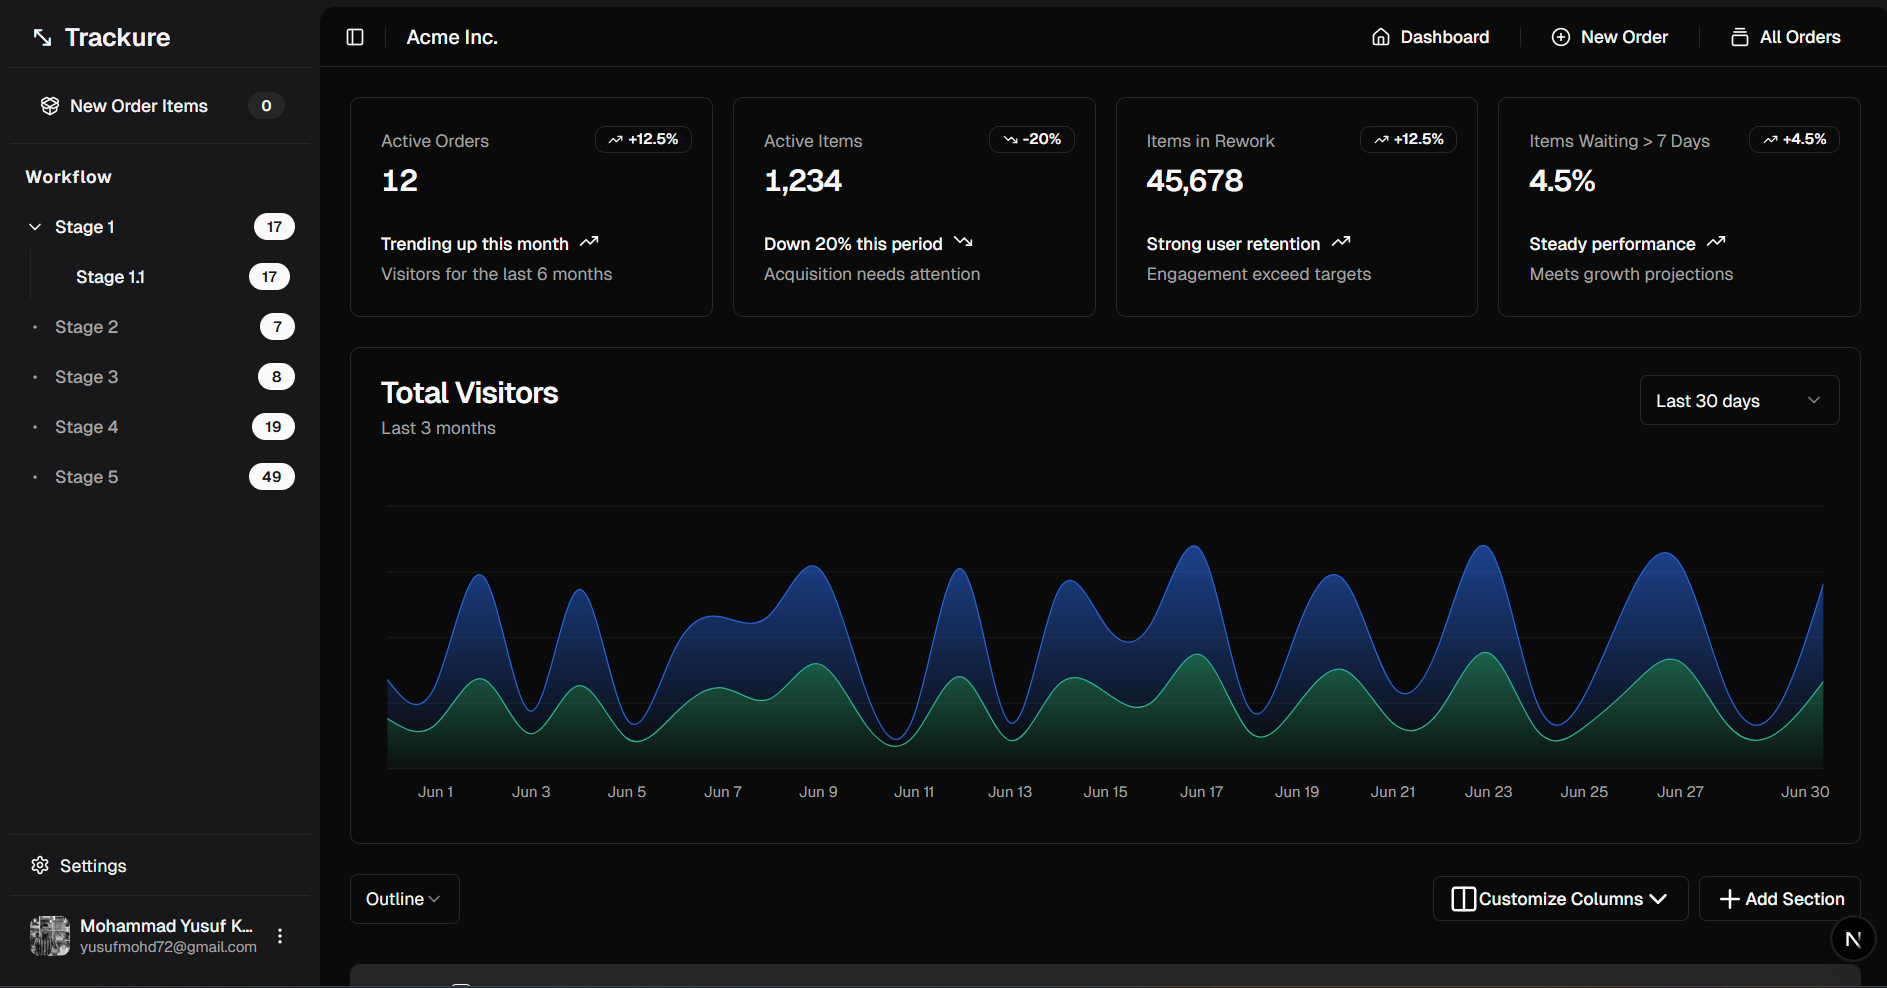 Trackure
New Order Items 0
Workflow
Stage 1 17
Stage 1.1 17
Stage 2 7
Stage 3 8
Stage 4 19
Stage 5 49
Settings
Mohammad Yusuf K...
yusufmohd72@gmail.com
Acme Inc.
Dashboard
New Order
All Orders
Active Orders +12.5%
12
Trending up this month
Visitors for the last 6 months
Active Items -20%
1,234
Down 20% this period
Acquisition needs attention
Items in Rework +12.5%
45,678
Strong user retention
Engagement exceed targets
Items Waiting > 7 Days +4.5%
4.5%
Steady performance
Meets growth projections
Total Visitors
Last 3 months
Last 30 days
Jun 1 Jun 3 Jun 5 Jun 7 Jun 9 Jun 11 Jun 13 Jun 15 Jun 17 Jun 19 Jun 21 Jun 23 Jun 25 Jun 27 Jun 30
Outline
Customize Columns
Add Section
N